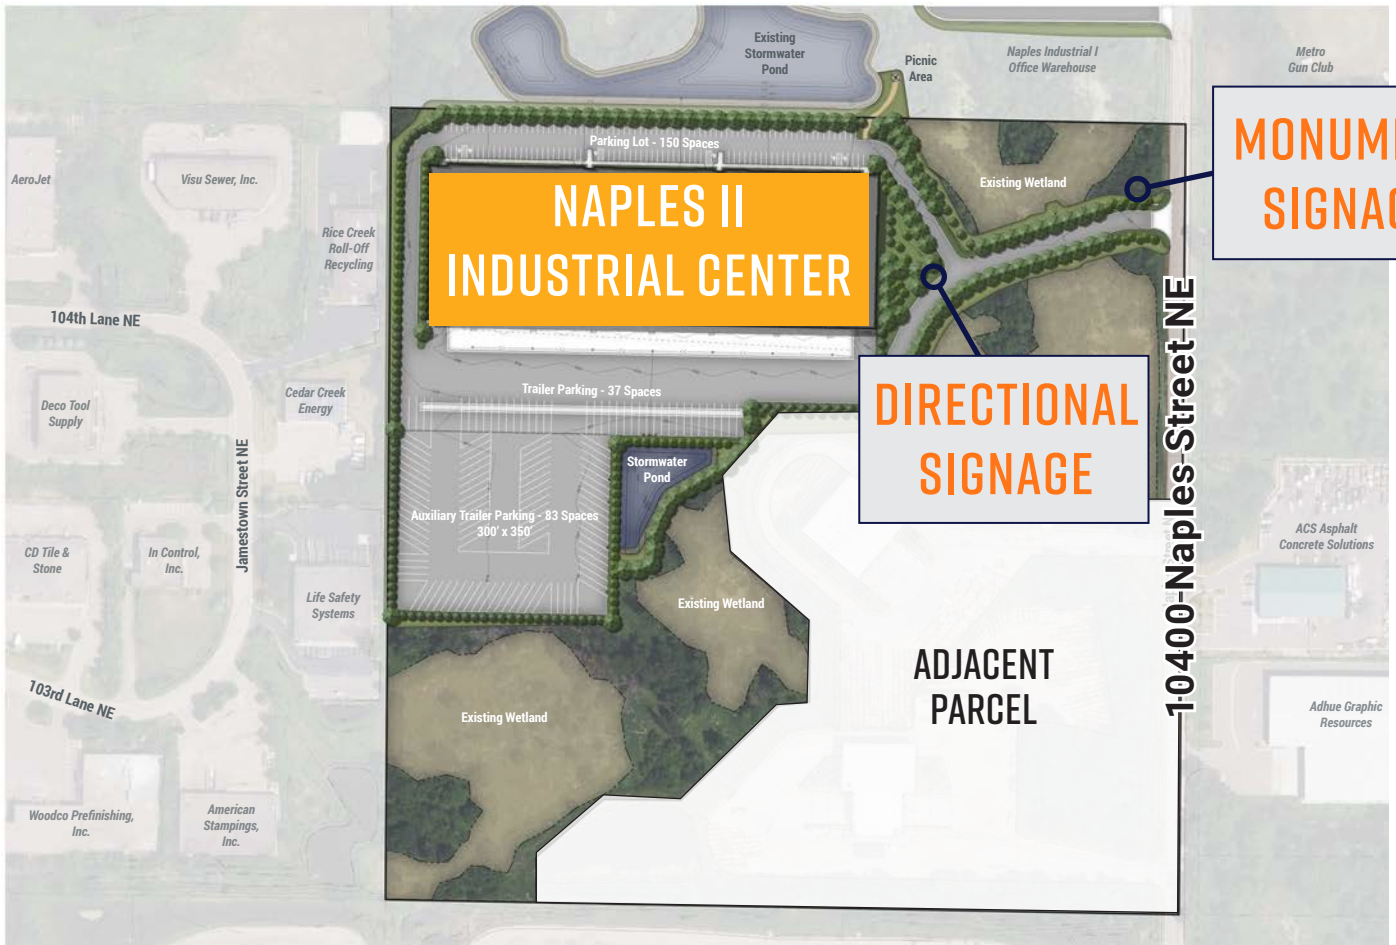 Existing
Stormwater
Pond
Picnic
Area
Naples Industrial I
Office Warehouse
Metro
Gun Club
MONUM
SIGNA
Parking Lot - 150 Spaces
AeroJet
Visu Sewer, Inc.
Existing Wetland
NAPLES II
INDUSTRIAL CENTER
Rice Creek
Roll-Off
Recycling
104th Lane NE
Trailer Parking - 37 Spaces
DIRECTIONAL
SIGNAGE
10400 Naples Street NE
Deco Tool
Supply
Cedar Creek
Energy
Jamestown Street NE
Stormwater
Pond
Auxiliary Trailer Parking - 83 Spaces
300' x 350'
CD Tile &
Stone
In Control,
Inc.
ACS Asphalt
Concrete Solutions
Life Safety
Systems
Existing Wetland
ADJACENT
PARCEL
103rd Lane NE
Existing Wetland
Adhue Graphic
Resources
Woodco Prefinishing,
Inc.
American
Stampings,
Inc.